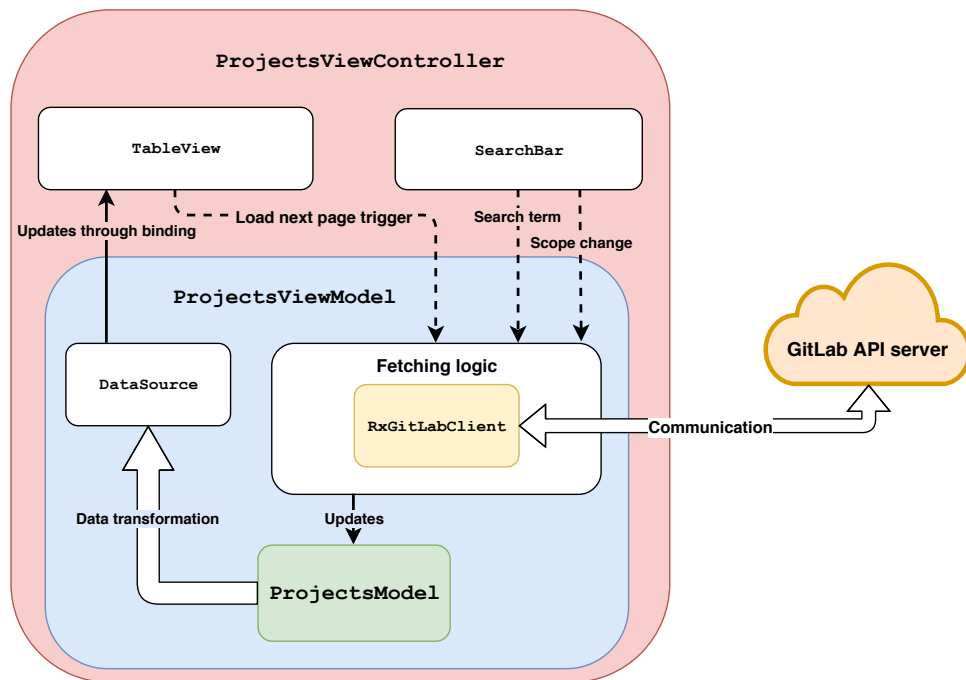 ProjectsViewController
TableView
SearchBar
Load next page trigger
Search term
Updates through binding
Scope change
ProjectsViewModel
GitLab API server
Fetching logic
DataSource
RxGitLabClient
Communication
Data transformation
Updates
ProjectsModel